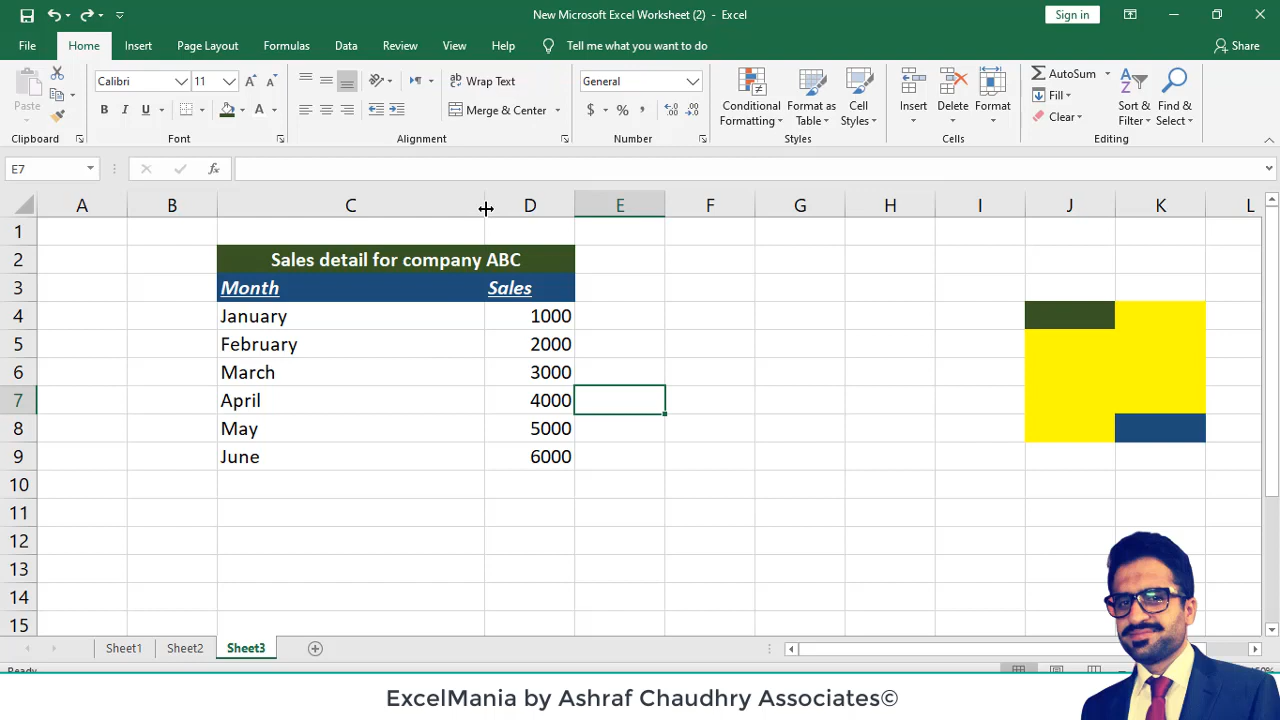 New Microsoft Excel Worksheet (2) - Excel
Sign in
File Home Insert Page Layout Formulas Data Review View Help Tell me what you want to do Share
Paste
Calibri 11
B I U A
Wrap Text
Merge & Center
General
$ % ,
Conditional Formatting
Format as Table
Cell Styles
Insert
Delete
Format
AutoSum
Fill
Clear
Sort & Filter
Find & Select
Clipboard Font Alignment Number Styles Cells Editing
E7 fx
A B C D E F G H I J K L
1
2 Sales detail for company ABC
3 Month Sales
4 January 1000
5 February 2000
6 March 3000
7 April 4000
8 May 5000
9 June 6000
10
11
12
13
14
15
Sheet1 Sheet2 Sheet3
ExcelMania by Ashraf Chaudhry Associates©